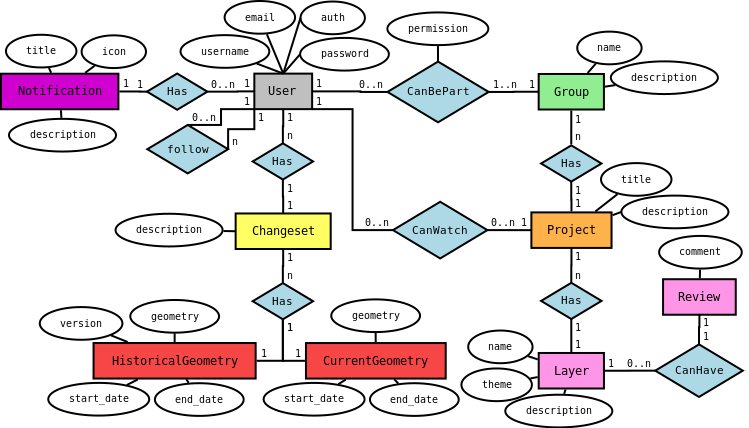 email
auth
permission
title
icon
username
password
name
description
Notification
1
1
Has
0..n
1
User
1
0..n
CanBePart
1..n
1
Group
description
0..n
follow
n
1
1
1
1
n
Has
1
1
1
n
Has
1
1
title
description
description
Changeset
0..n
CanWatch
0..n
1
Project
1
n
Has
1
1
1
n
Has
1
1
comment
Review
1
1
version
geometry
geometry
HistoricalGeometry
1
1
CurrentGeometry
name
theme
Layer
1
0..n
CanHave
start_date
end_date
start_date
end_date
description